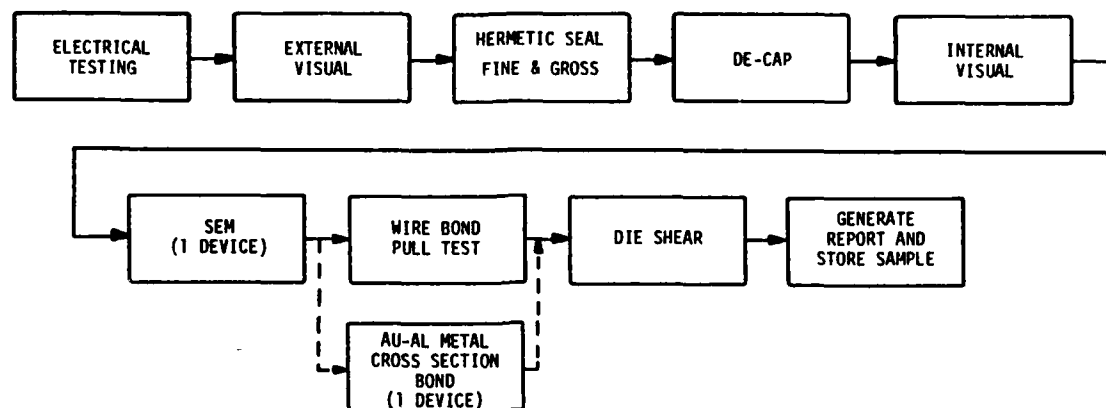 ELECTRICAL
TESTING
EXTERNAL
VISUAL
HERMETIC SEAL
FINE & GROSS
DE-CAP
INTERNAL
VISUAL
SEM
(1 DEVICE)
WIRE BOND
PULL TEST
DIE SHEAR
GENERATE
REPORT AND
STORE SAMPLE
AU-AL METAL
CROSS SECTION
BOND
(1 DEVICE)